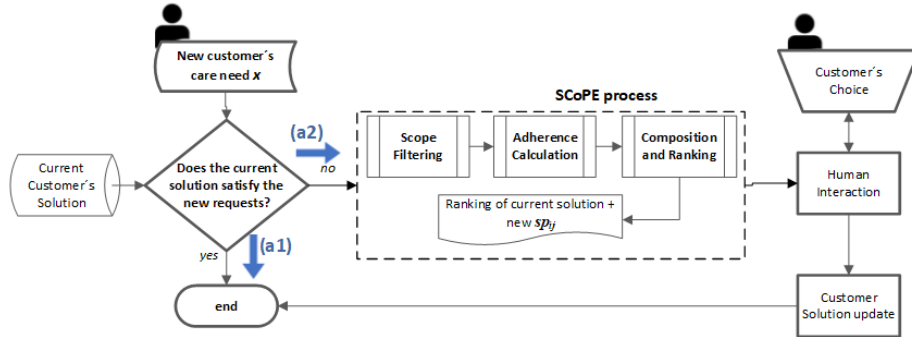 New customer´s
care need x
Current
Customer´s
Solution
Does the current
solution satisfy the
new requests?
(a2)
no
(a1)
yes
end
SCoPE process
Scope
Filtering
Adherence
Calculation
Composition
and Ranking
Ranking of current solution +
new spij
Customer´s
Choice
Human
Interaction
Customer
Solution update